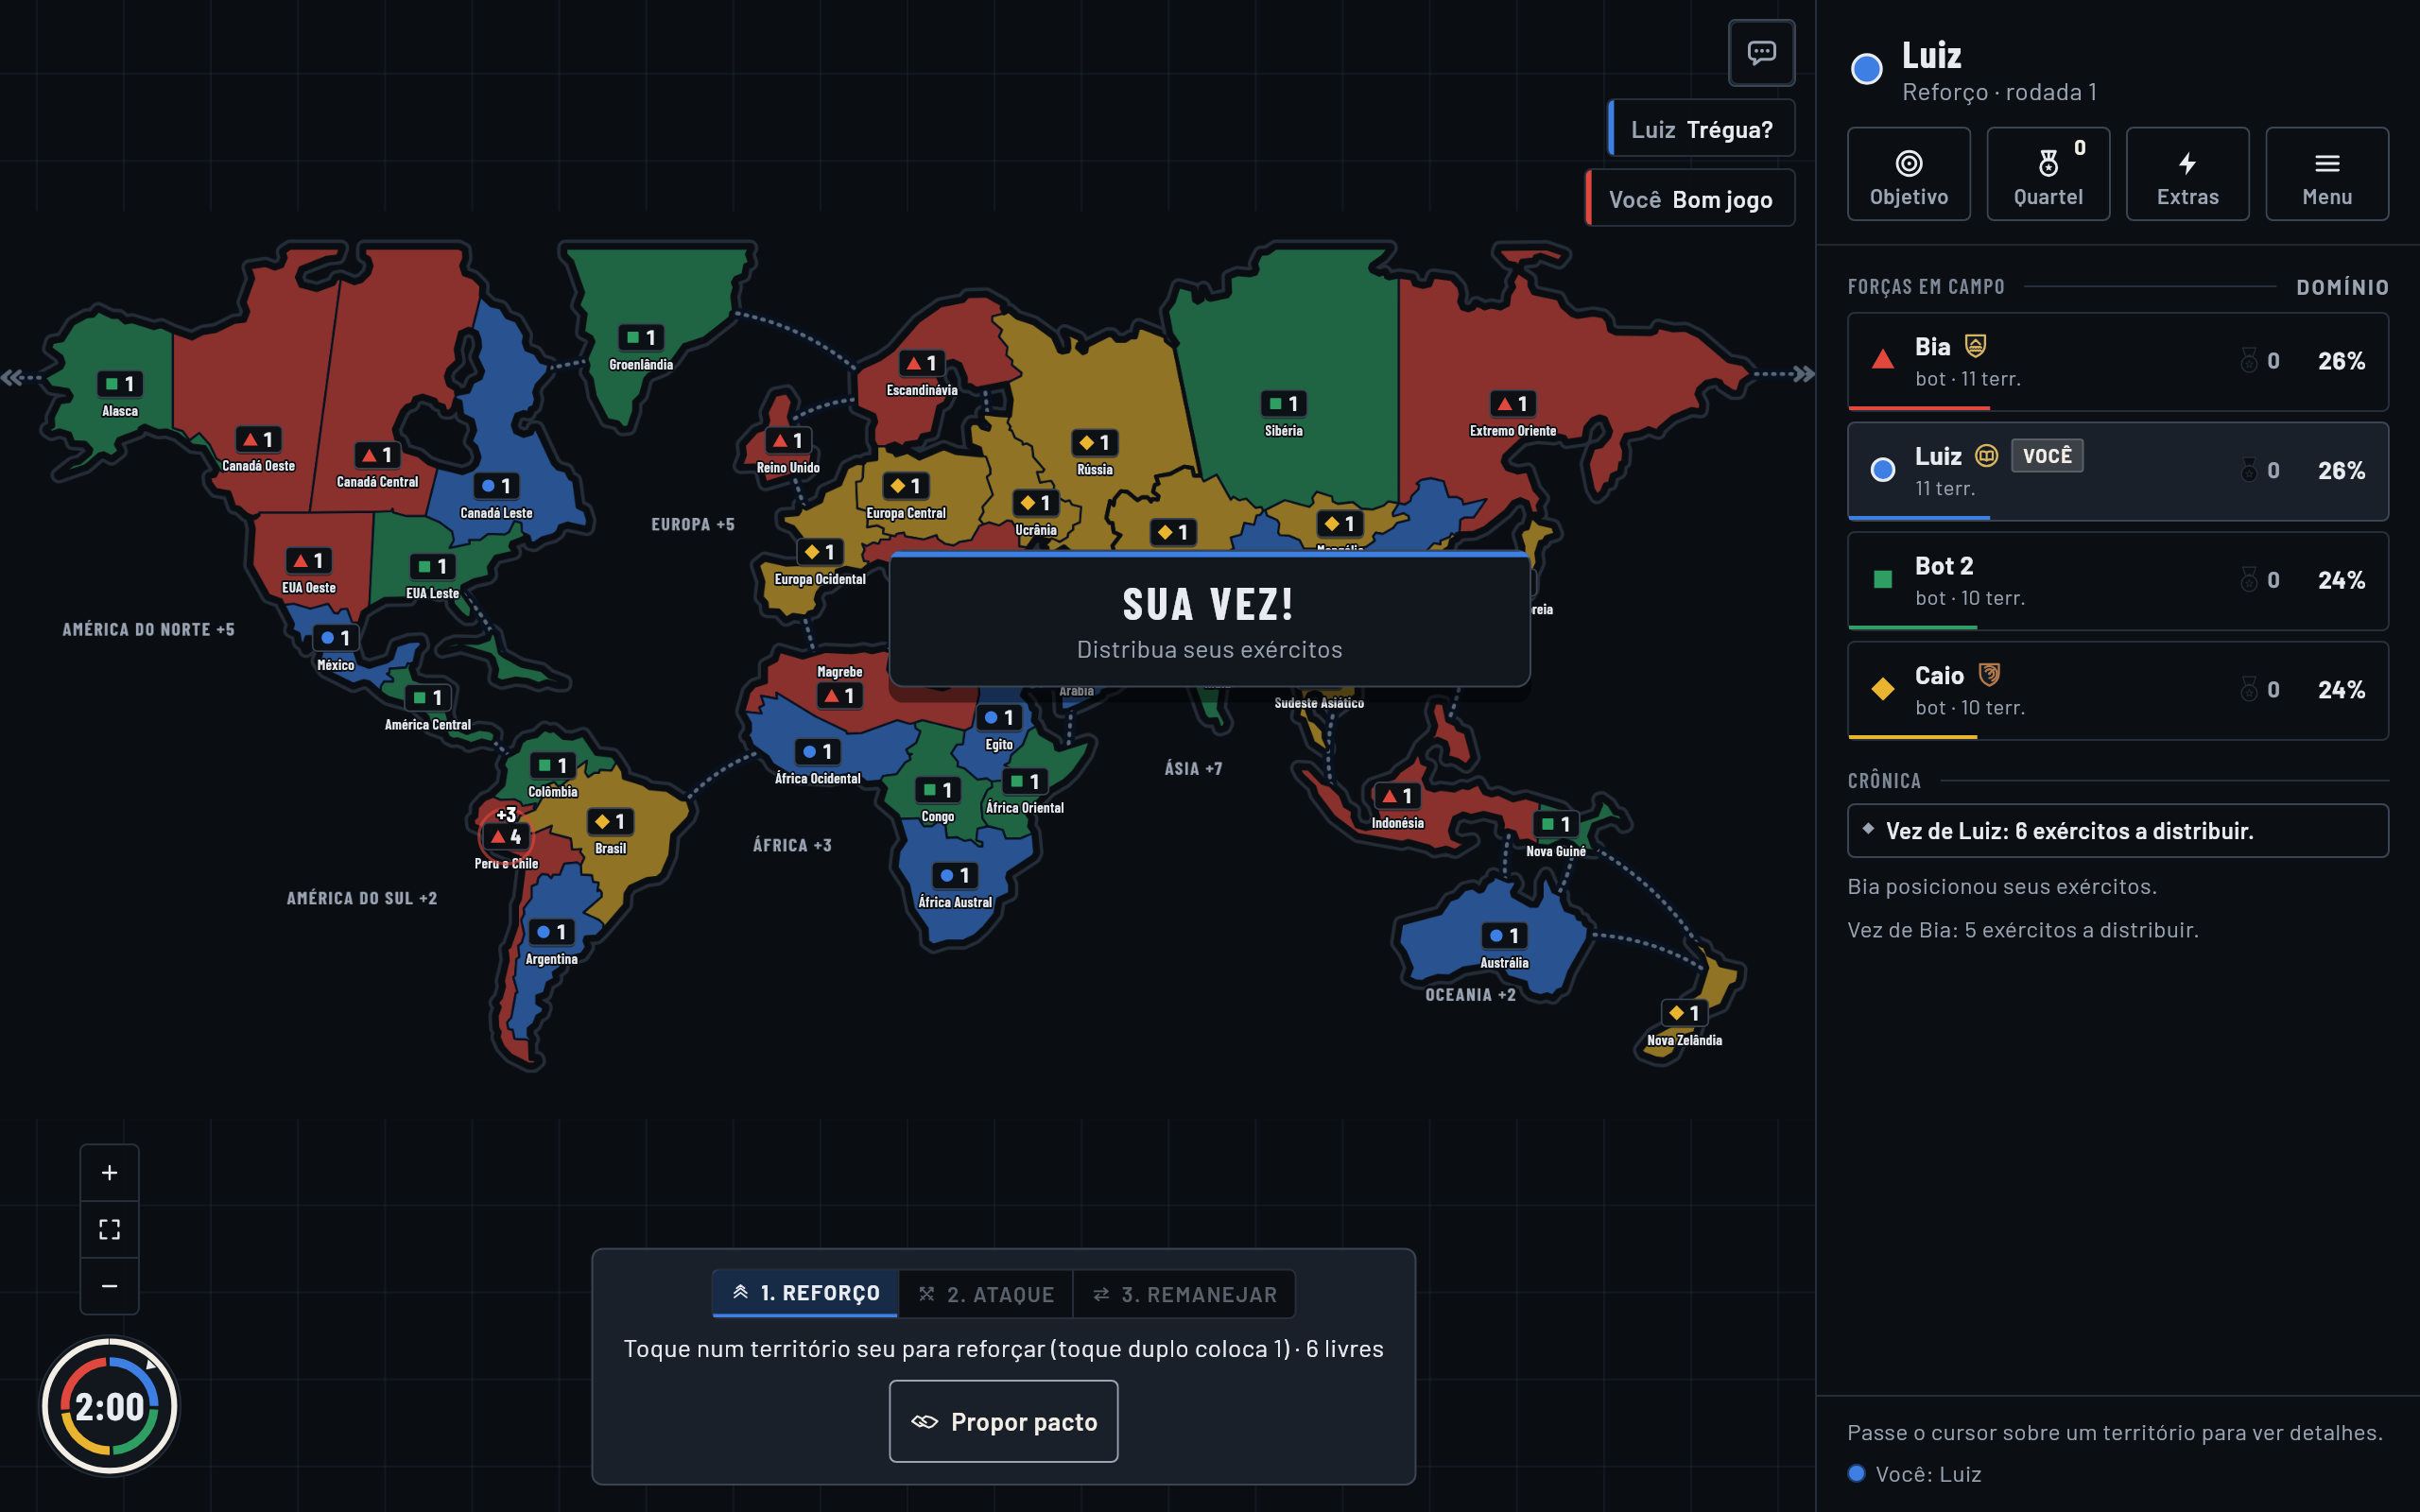 Luiz Trégua?
Você Bom jogo
1
Alasca
1
Canadá Oeste
1
Canadá Central
1
Canadá Leste
1
Groenlândia
1
EUA Oeste
1
EUA Leste
1
México
1
América Central
AMÉRICA DO NORTE +5
1
Escandinávia
1
Reino Unido
1
Europa Central
1
Rússia
1
Ucrânia
1
Europa Ocidental
EUROPA +5
1
Sibéria
1
Extremo Oriente
1
1
SUA VEZ!
Distribua seus exércitos
Arábia
Sudeste Asiático
ÁSIA +7
Magrebe
1
1
África Ocidental
1
Egito
1
Congo
1
África Oriental
1
África Austral
ÁFRICA +3
1
Colômbia
+3
4
Peru e Chile
1
Brasil
1
Argentina
AMÉRICA DO SUL +2
1
Indonésia
1
Nova Guiné
1
Austrália
OCEANIA +2
1
Nova Zelândia
2:00
1. REFORÇO
2. ATAQUE
3. REMANEJAR
Toque num território seu para reforçar (toque duplo coloca 1) · 6 livres
Propor pacto
Luiz
Reforço · rodada 1
Objetivo
0
Quartel
Extras
Menu
FORÇAS EM CAMPO DOMÍNIO
Bia
bot · 11 terr.
0 26%
Luiz VOCÊ
11 terr.
0 26%
Bot 2
bot · 10 terr.
0 24%
Caio
bot · 10 terr.
0 24%
CRÔNICA
Vez de Luiz: 6 exércitos a distribuir.
Bia posicionou seus exércitos.
Vez de Bia: 5 exércitos a distribuir.
Passe o cursor sobre um território para ver detalhes.
Você: Luiz